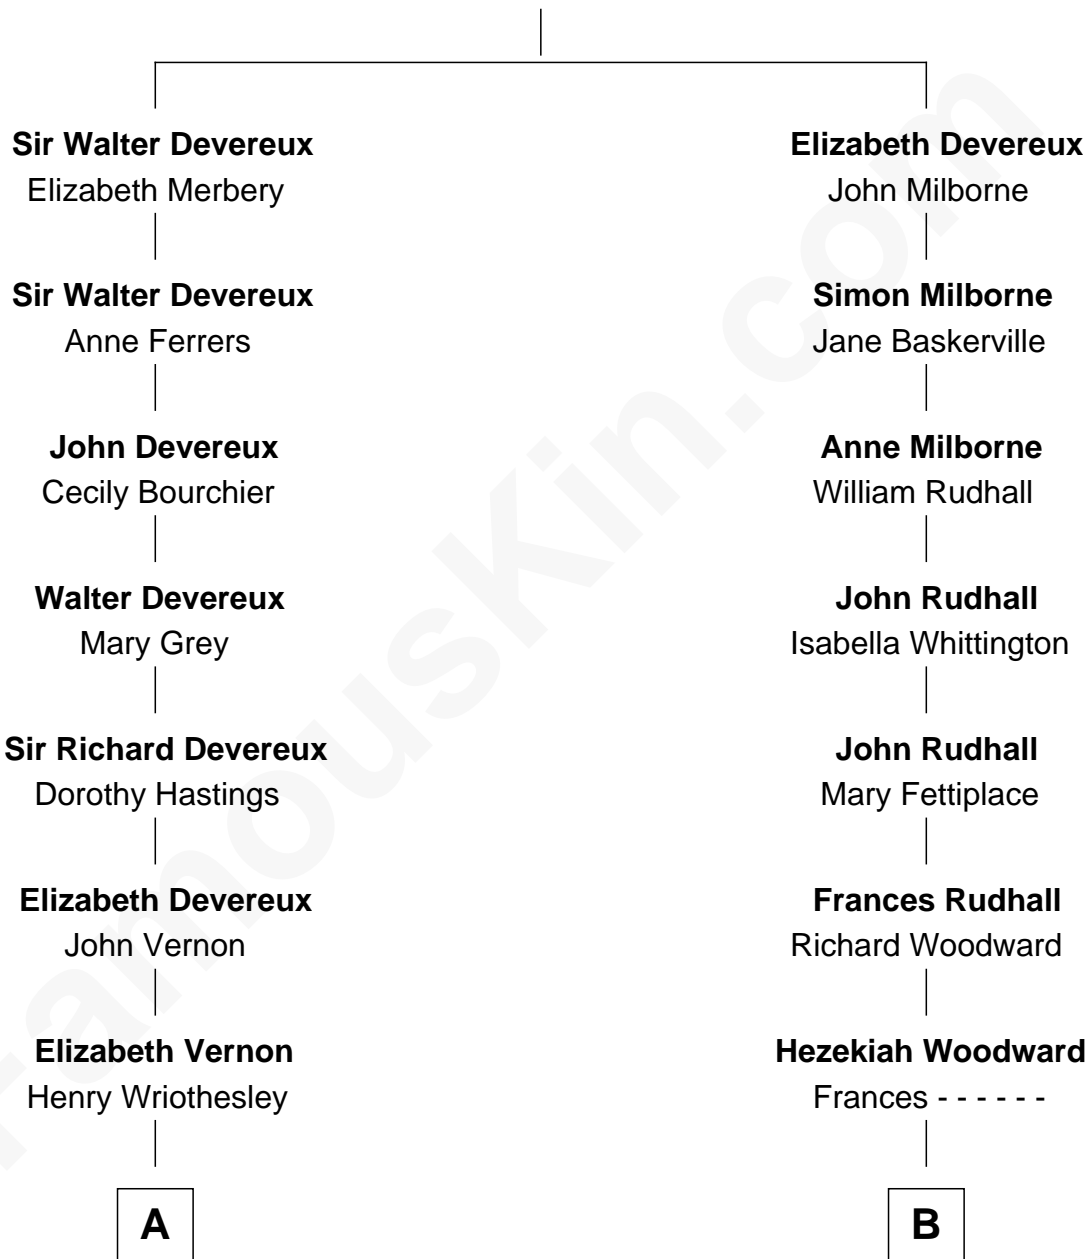 Sir Walter Devereux
Elizabeth Merbery
Sir Walter Devereux
Anne Ferrers
John Devereux
Cecily Bourchier
Walter Devereux
Mary Grey
Sir Richard Devereux
Dorothy Hastings
Elizabeth Devereux
John Vernon
Elizabeth Vernon
Henry Wriothesley
A
Elizabeth Devereux
John Milborne
Simon Milborne
Jane Baskerville
Anne Milborne
William Rudhall
John Rudhall
Isabella Whittington
John Rudhall
Mary Fettiplace
Frances Rudhall
Richard Woodward
Hezekiah Woodward
Frances - - - - - -
B
FamousKin.com